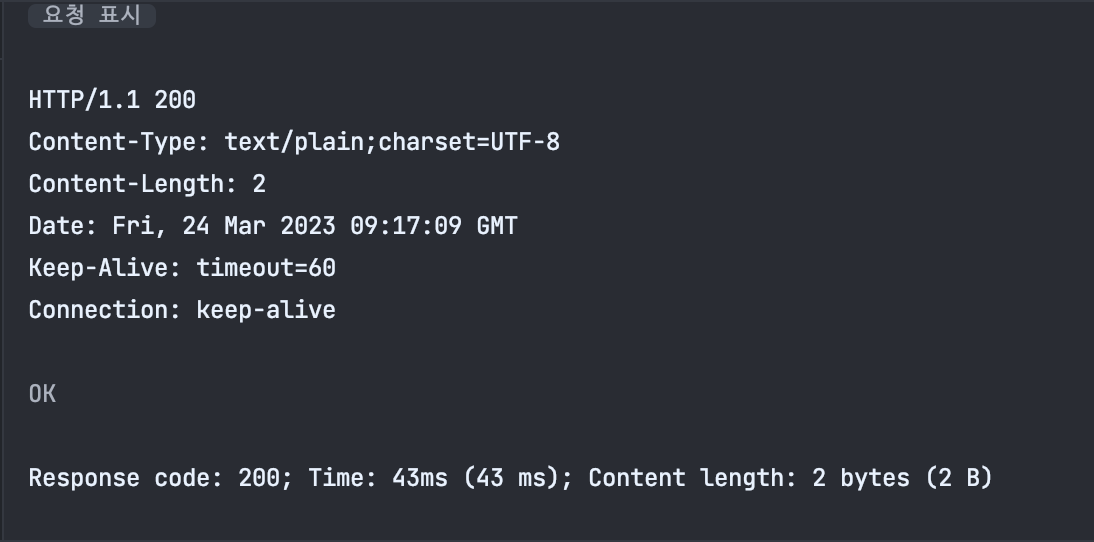 요청 표시
HTTP/1.1 200
Content-Type: text/plain;charset=UTF-8
Content-Length: 2
Date: Fri, 24 Mar 2023 09:17:09 GMT
Keep-Alive: timeout=60
Connection: keep-alive
OK
Response code: 200; Time: 43ms (43 ms); Content length: 2 bytes (2 B)